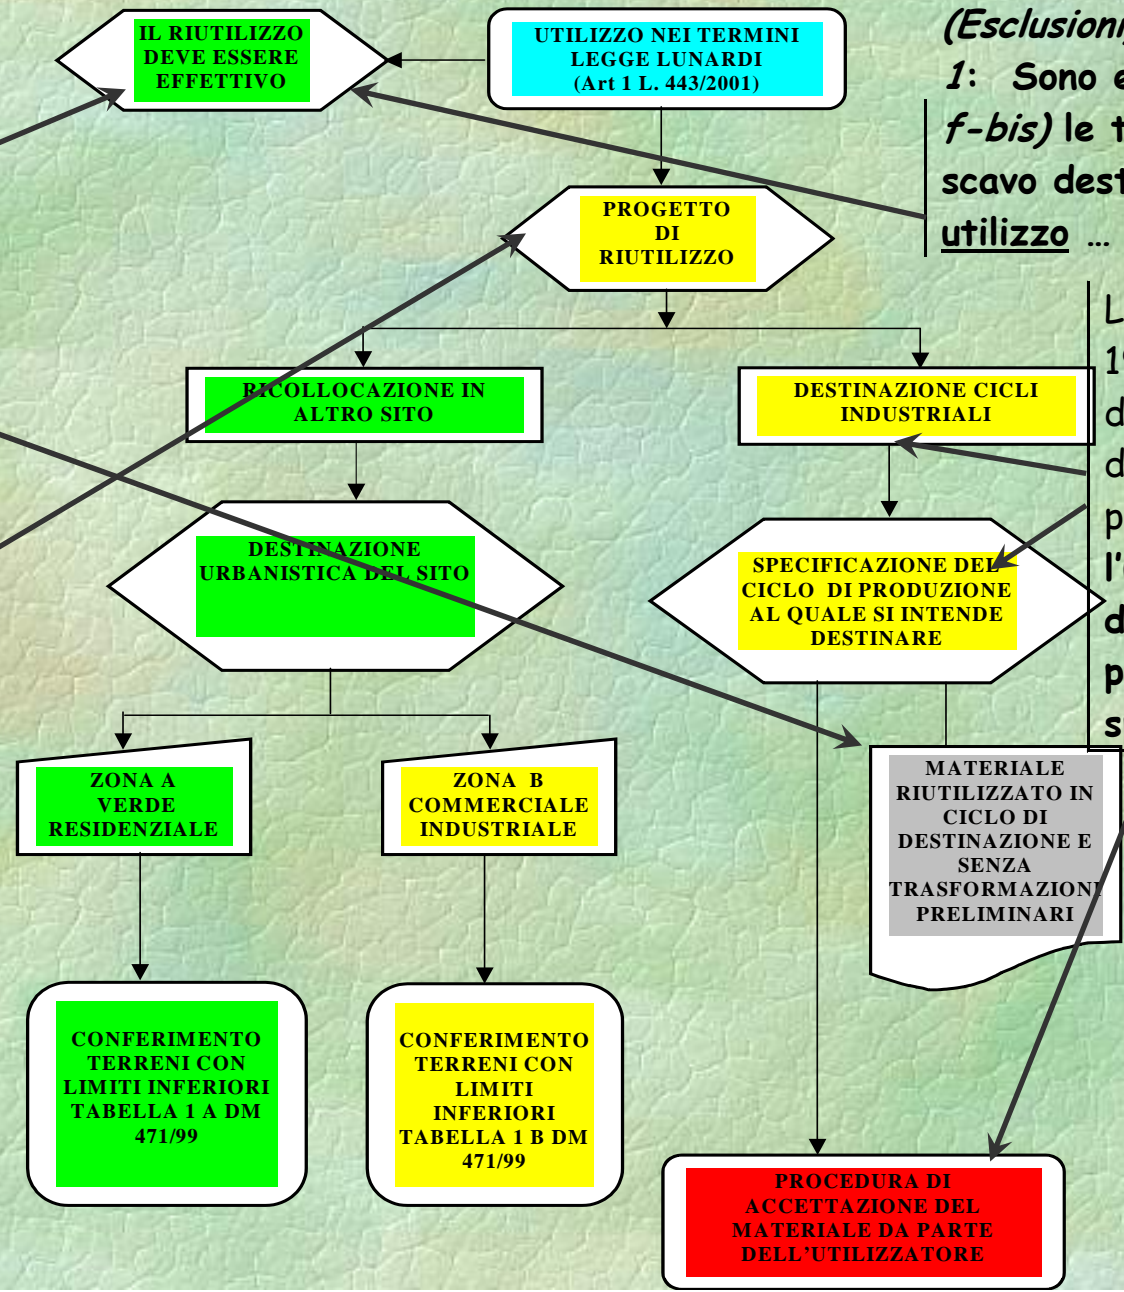 IL RIUTILIZZO
DEVE ESSERE
EFFETTIVO
UTILIZZO NEI TERMINI
LEGGE LUNARDI
(Art 1 L. 443/2001)
(Esclusioni
1: Sono e
f-bis) le t
scavo dest
utilizzo ...
PROGETTO
DI
RIUTILIZZO
L
1
d
d
p
l'
d
p
s
RICOLLOCAZIONE IN
ALTRO SITO
DESTINAZIONE CICLI
INDUSTRIALI
DESTINAZIONE
URBANISTICA DEL SITO
SPECIFICAZIONE DEL
CICLO DI PRODUZIONE
AL QUALE SI INTENDE
DESTINARE
ZONA A
VERDE
RESIDENZIALE
ZONA B
COMMERCIALE
INDUSTRIALE
MATERIALE
RIUTILIZZATO IN
CICLO DI
DESTINAZIONE E
SENZA
TRASFORMAZIONI
PRELIMINARI
CONFERIMENTO
TERRENI CON
LIMITI INFERIORI
TABELLA 1 A DM
471/99
CONFERIMENTO
TERRENI CON
LIMITI
INFERIORI
TABELLA 1 B DM
471/99
PROCEDURA DI
ACCETTAZIONE DEL
MATERIALE DA PARTE
DELL'UTILIZZATORE